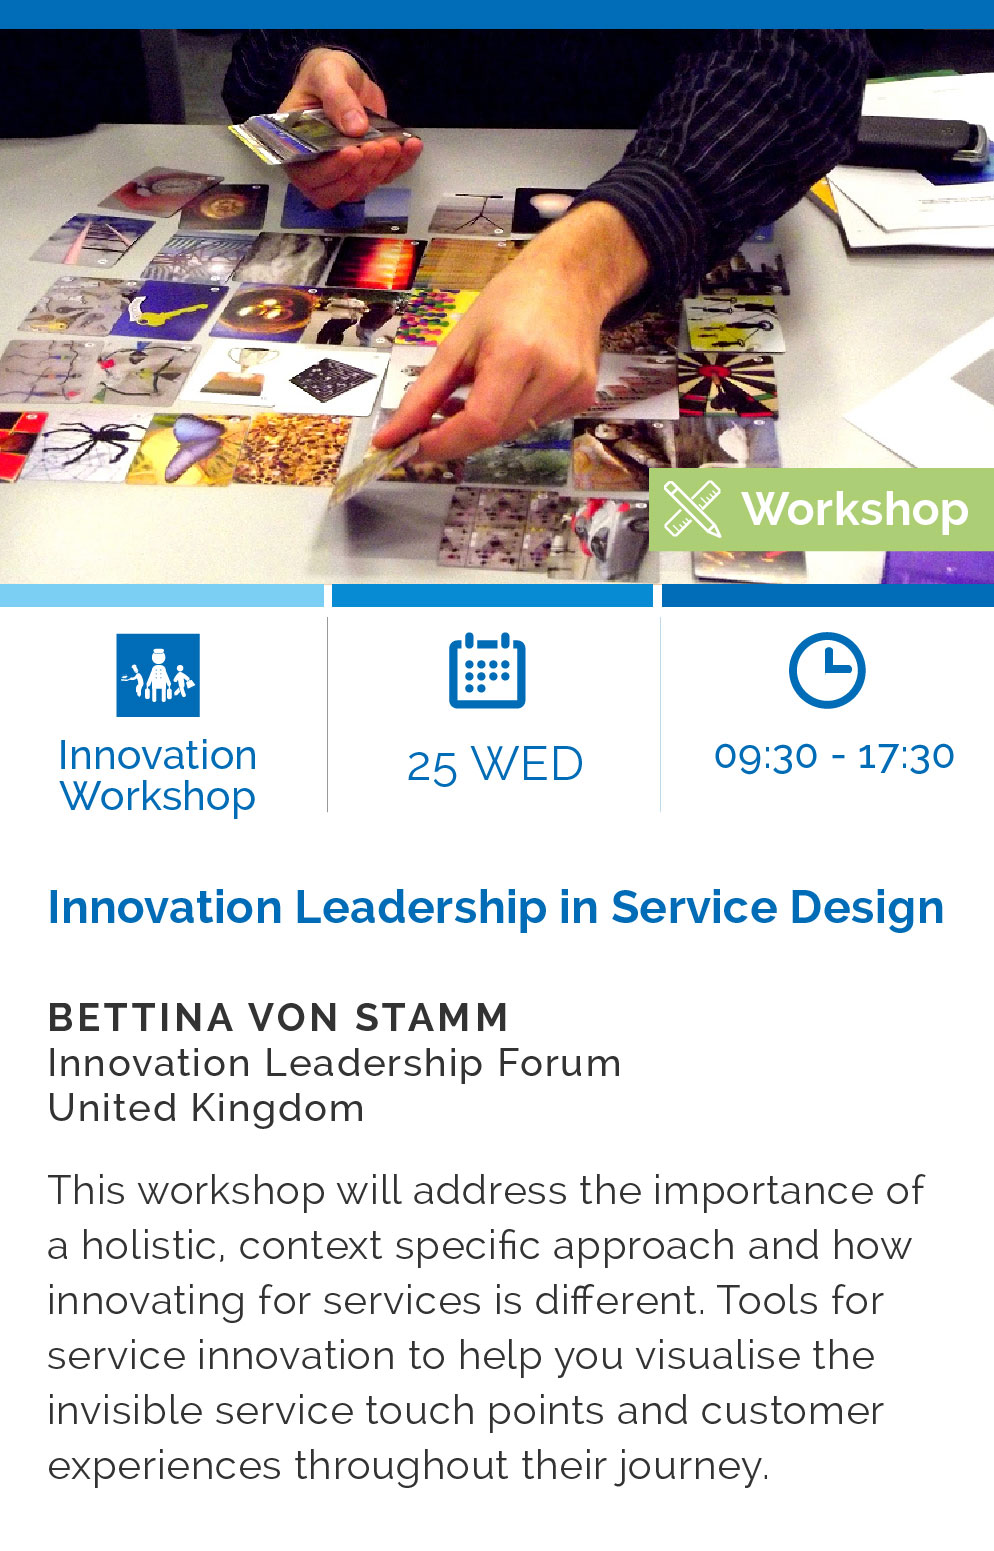 Workshop
Innovation
Workshop
25 WED
09:30 - 17:30
Innovation Leadership in Service Design
BETTINA VON STAMM
Innovation Leadership Forum
United Kingdom
This workshop will address the importance of
a holistic, context specific approach and how
innovating for services is different. Tools for
service innovation to help you visualise the
invisible service touch points and customer
experiences throughout their journey.